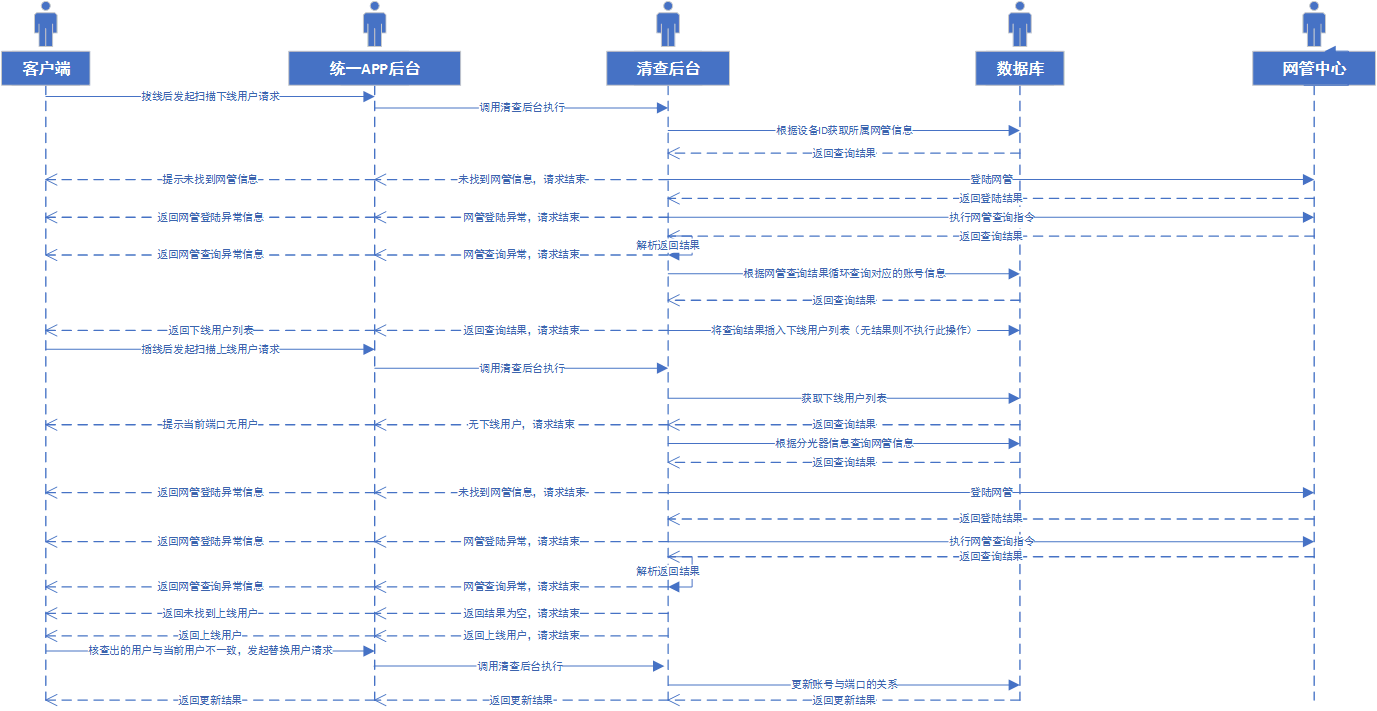 客户端
统一APP后台
清查后台
数据库
网管中心
拔线后发起扫描下线用户请求
调用清查后台执行
根据设备ID获取所属网管信息
返回查询结果
提示未找到网管信息
未找到网管信息，请求结束
登陆网管
返回登陆结果
返回网管登陆异常信息
网管登陆异常，请求结束
执行网管查询指令
返回查询结果
解析返回结果
返回网管查询异常信息
网管查询异常，请求结束
根据网管查询结果循环查询对应的账号信息
返回查询结果
返回下线用户列表
返回查询结果，请求结束
将查询结果插入下线用户列表（无结果则不执行此操作）
插线后发起扫描上线用户请求
调用清查后台执行
获取下线用户列表
提示当前端口无用户
无下线用户，请求结束
返回查询结果
根据分光器信息查询网管信息
返回查询结果
返回网管登陆异常信息
未找到网管信息，请求结束
登陆网管
返回登陆结果
返回网管登陆异常信息
网管登陆异常，请求结束
执行网管查询指令
返回查询结果
解析返回结果
返回网管查询异常信息
网管查询异常，请求结束
返回未找到上线用户
返回结果为空，请求结束
返回上线用户
返回上线用户，请求结束
核查出的用户与当前用户不一致，发起替换用户请求
调用清查后台执行
更新账号与端口的关系
返回更新结果
返回更新结果
返回更新结果